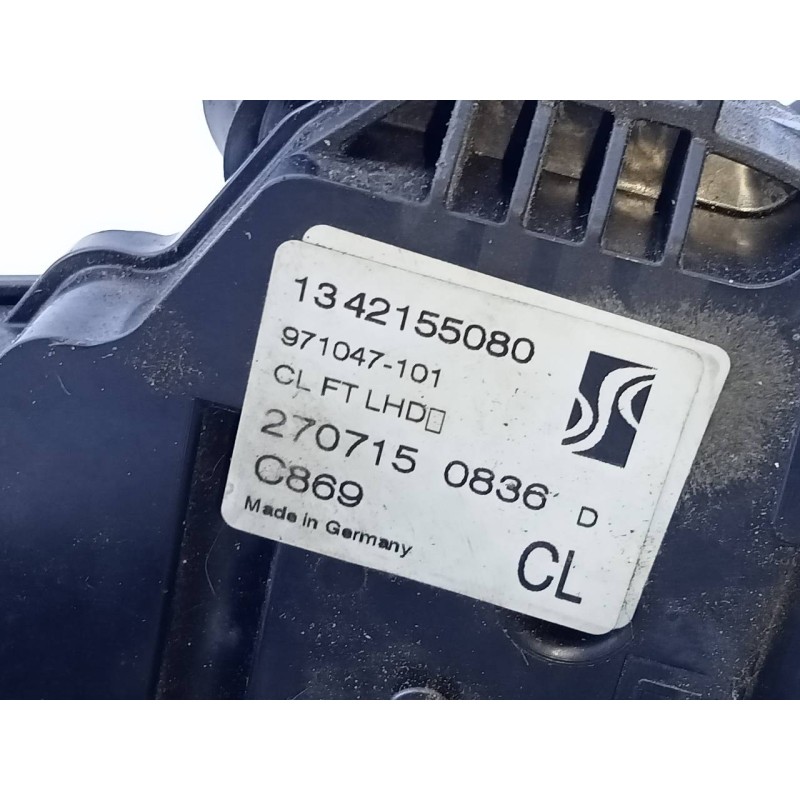 1342155080
971047-101
CL FT LHD□
270715 0836 D
C869
Made in Germany
CL